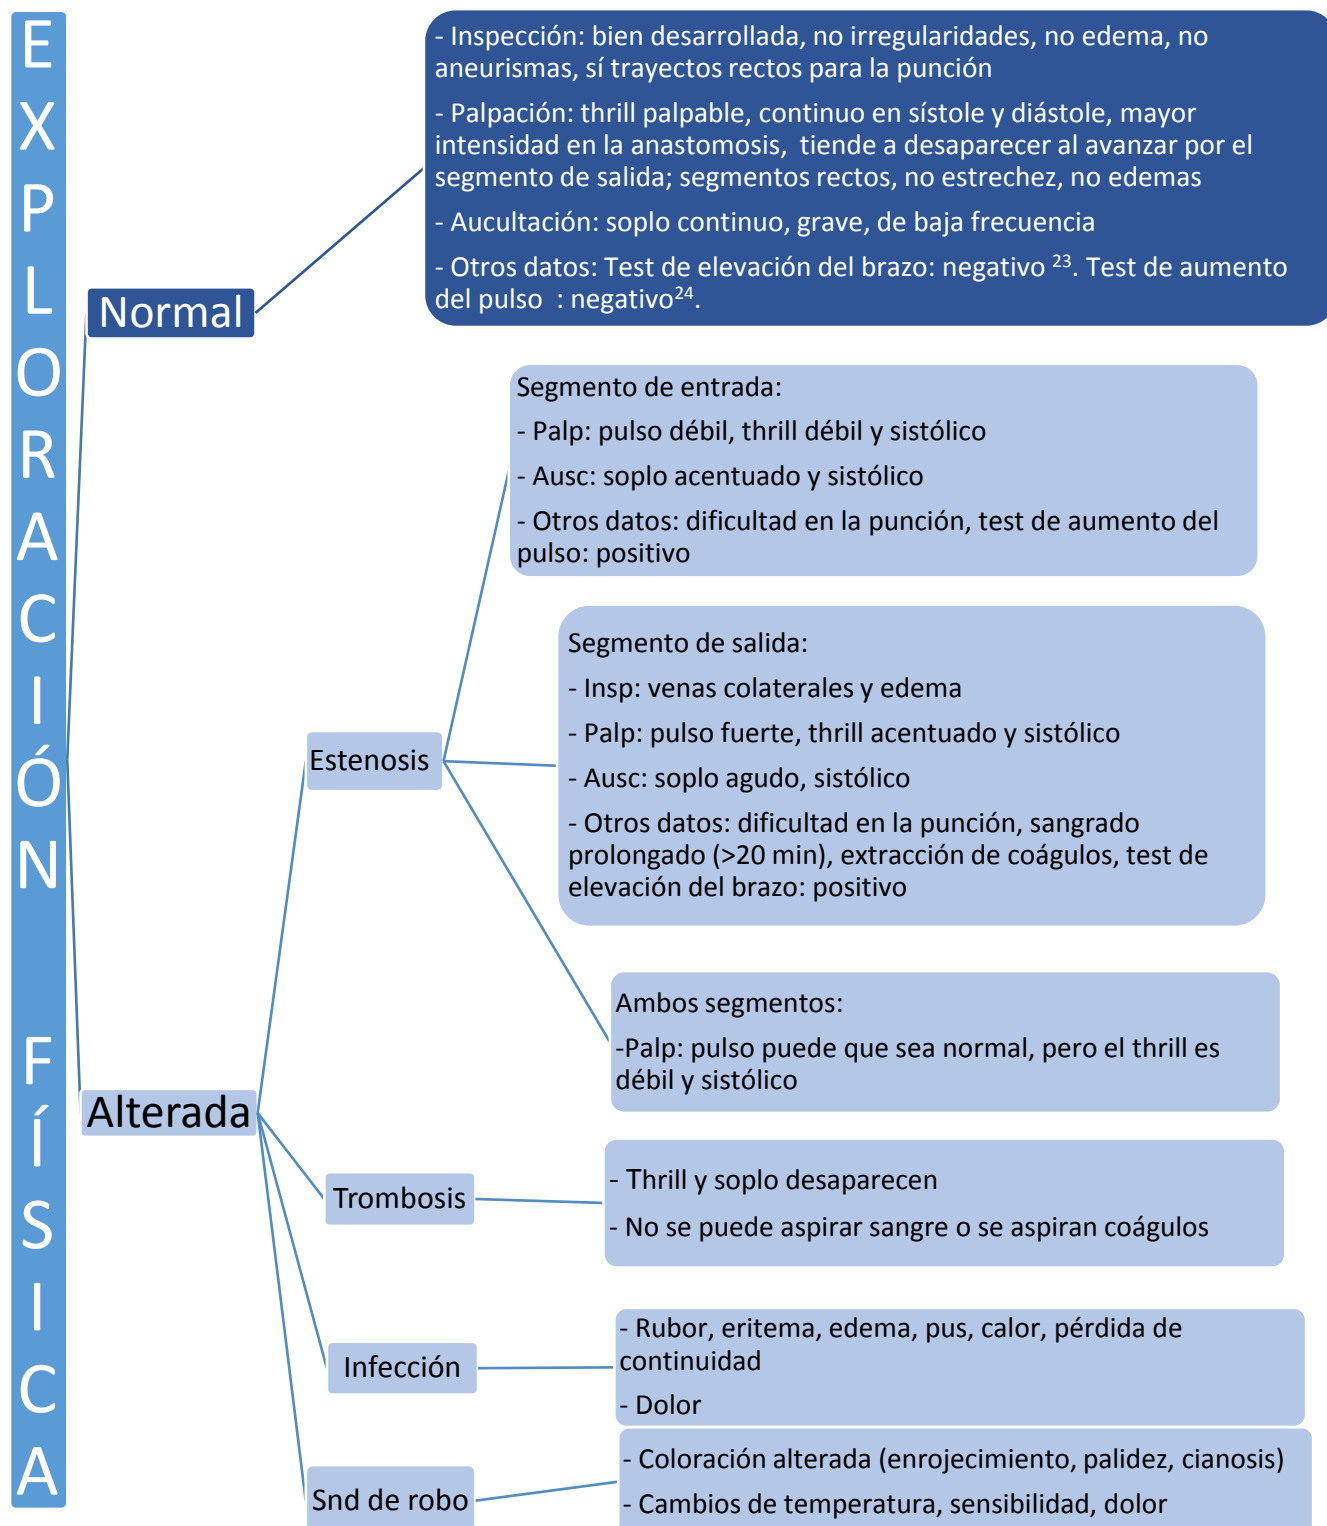 EXPLORACIÓN FÍSICA
- Inspección: bien desarrollada, no irregularidades, no edema, no
aneurismas, sí trayectos rectos para la punción
- Palpación: thrill palpable, continuo en sístole y diástole, mayor
intensidad en la anastomosis, tiende a desaparecer al avanzar por el
segmento de salida; segmentos rectos, no estrechez, no edemas
- Aucultación: soplo continuo, grave, de baja frecuencia
- Otros datos: Test de elevación del brazo: negativo 23. Test de aumento
del pulso : negativo24.
Normal
Segmento de entrada:
- Palp: pulso débil, thrill débil y sistólico
- Ausc: soplo acentuado y sistólico
- Otros datos: dificultad en la punción, test de aumento del
pulso: positivo
Segmento de salida:
- Insp: venas colaterales y edema
- Palp: pulso fuerte, thrill acentuado y sistólico
- Ausc: soplo agudo, sistólico
- Otros datos: dificultad en la punción, sangrado
prolongado (>20 min), extracción de coágulos, test de
elevación del brazo: positivo
Estenosis
Ambos segmentos:
-Palp: pulso puede que sea normal, pero el thrill es
débil y sistólico
Alterada
Trombosis
- Thrill y soplo desaparecen
- No se puede aspirar sangre o se aspiran coágulos
Infección
- Rubor, eritema, edema, pus, calor, pérdida de
continuidad
- Dolor
Snd de robo
- Coloración alterada (enrojecimiento, palidez, cianosis)
- Cambios de temperatura, sensibilidad, dolor